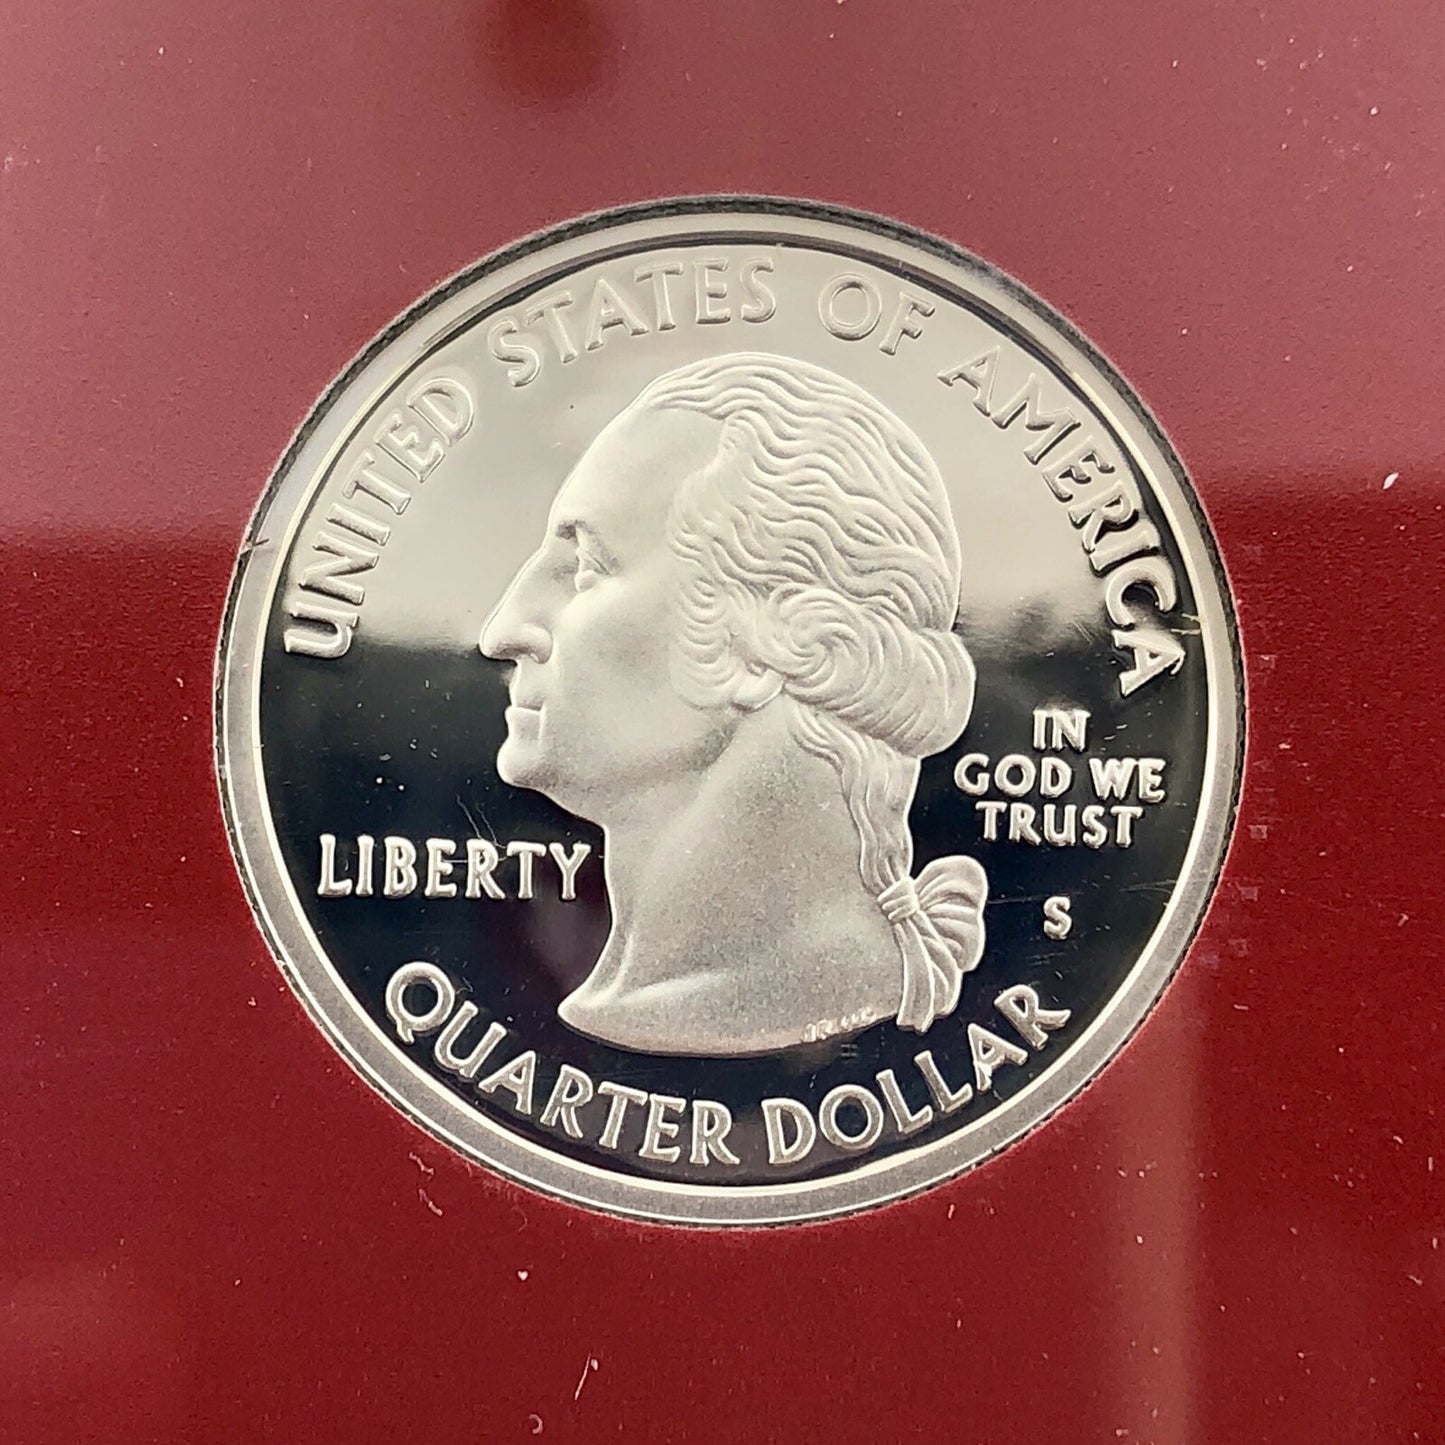 UNITED STATES OF AMERICA
LIBERTY
IN
GOD WE
TRUST
S
QUARTER DOLLAR